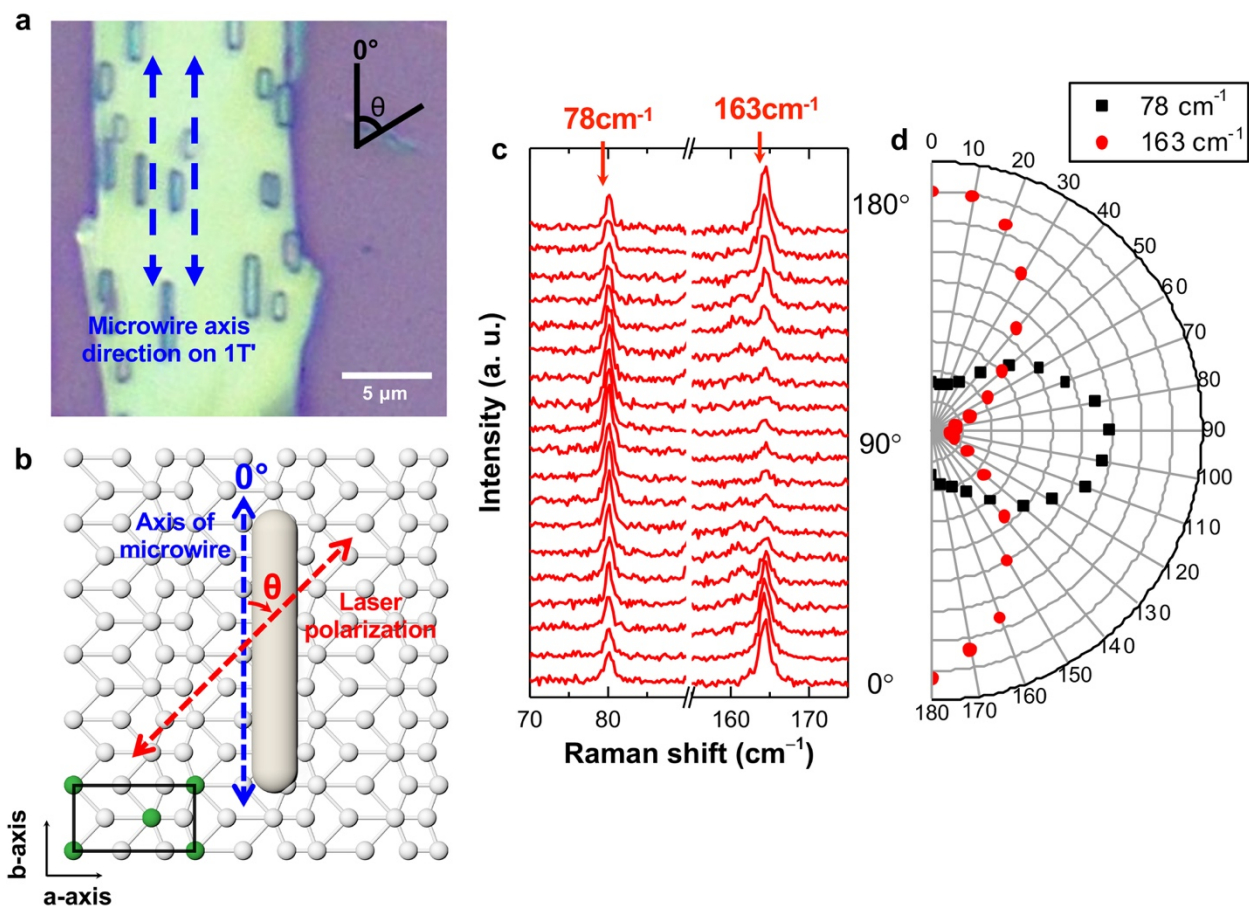 a
0°
θ
Microwire axis
direction on 1T'
5 μm
b
0°
Axis of
microwire
θ
Laser
polarization
b-axis
a-axis
c
78cm⁻¹
163cm⁻¹
180°
90°
0°
Intensity (a. u.)
70
80
160
170
Raman shift (cm⁻¹)
d
78 cm⁻¹
163 cm⁻¹
0
10
20
30
40
50
60
70
80
90
100
110
120
130
140
150
160
170
180